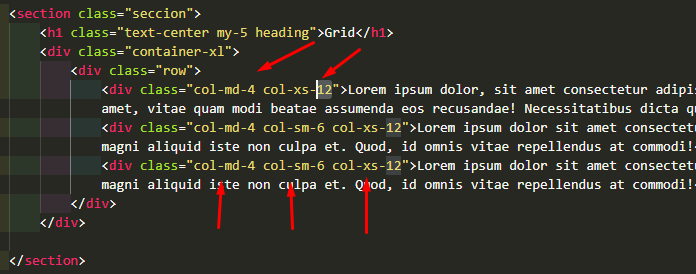 <section class="seccion">
<h1 class="text-center my-5 heading">Grid</h1>
<div class="container-xl">
<div class="row">
<div class="col-md-4 col-xs-12">Lorem ipsum dolor, sit amet consectetur adipis
amet, vitae quam modi beatae assumenda eos recusandae! Necessitatibus dicta qu
<div class="col-md-4 col-sm-6 col-xs-12">Lorem ipsum dolor sit amet consectetu
magni aliquid iste non culpa et. Quod, id omnis vitae repellendus at commodi!
<div class="col-md-4 col-sm-6 col-xs-12">Lorem ipsum dolor sit amet consectetu
magni aliquid iste non culpa et. Quod, id omnis vitae repellendus at commodi!
</div>
</div>
</section>